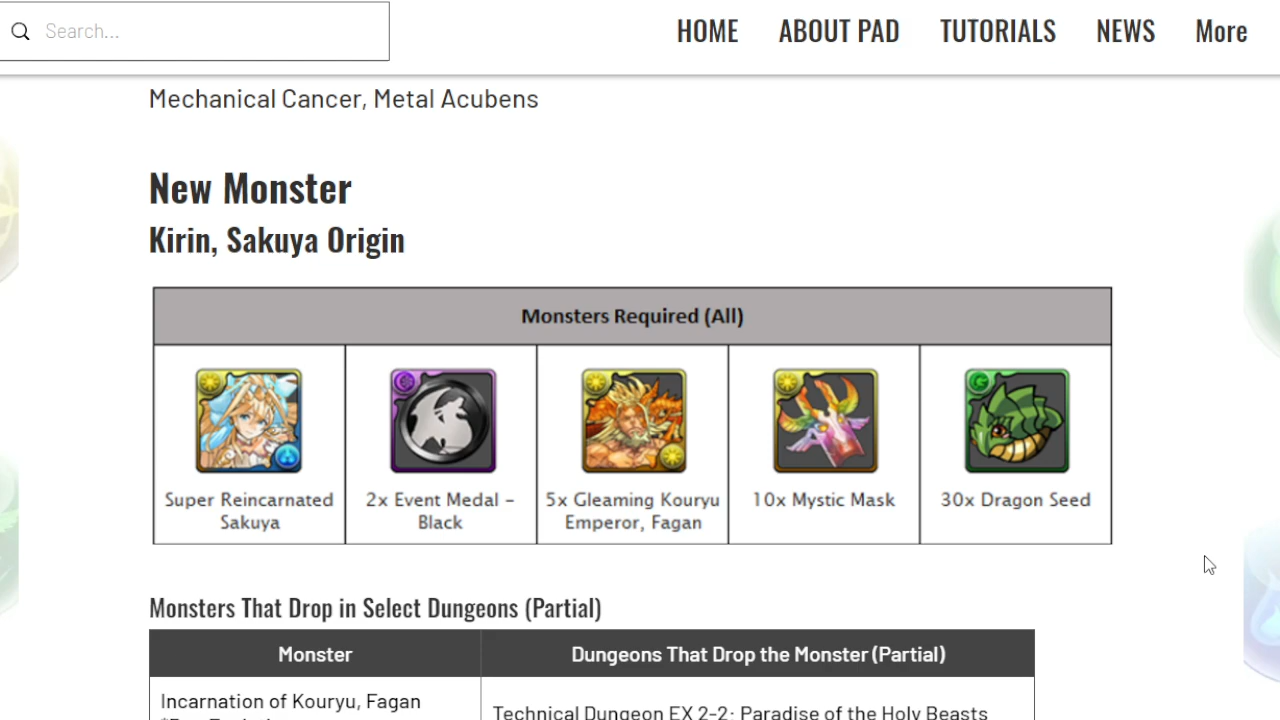 Search...
HOME ABOUT PAD TUTORIALS NEWS More
Mechanical Cancer, Metal Acubens
New Monster
Kirin, Sakuya Origin
Monsters Required (All)
Super Reincarnated Sakuya
2x Event Medal – Black
5x Gleaming Kouryu Emperor, Fagan
10x Mystic Mask
30x Dragon Seed
Monsters That Drop in Select Dungeons (Partial)
Monster
Dungeons That Drop the Monster (Partial)
Incarnation of Kouryu, Fagan
Technical Dungeon EX 2-2: Paradise of the Holy Beasts